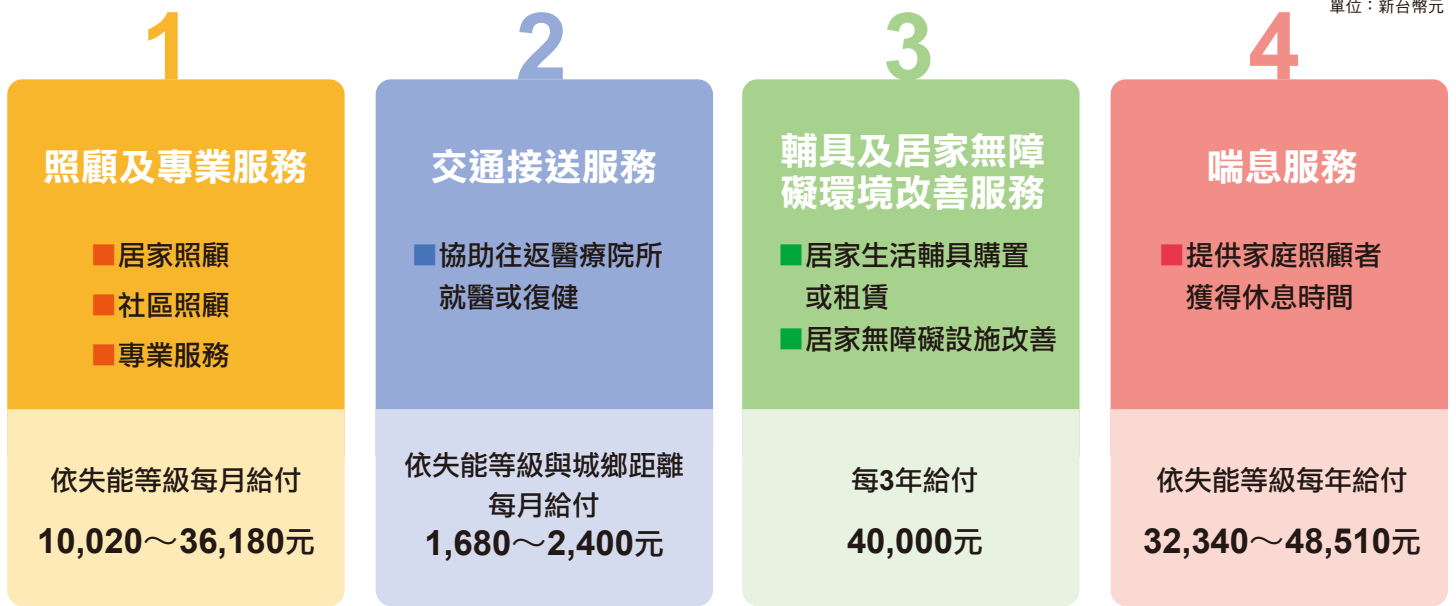 單位：新台幣元
1
照顧及專業服務
■居家照顧
■社區照顧
■專業服務
依失能等級每月給付
10,020～36,180元
2
交通接送服務
■協助往返醫療院所
就醫或復健
依失能等級與城鄉距離
每月給付
1,680～2,400元
3
輔具及居家無障
礙環境改善服務
■居家生活輔具購置
或租賃
■居家無障礙設施改善
每3年給付
40,000元
4
喘息服務
■提供家庭照顧者
獲得休息時間
依失能等級每年給付
32,340～48,510元